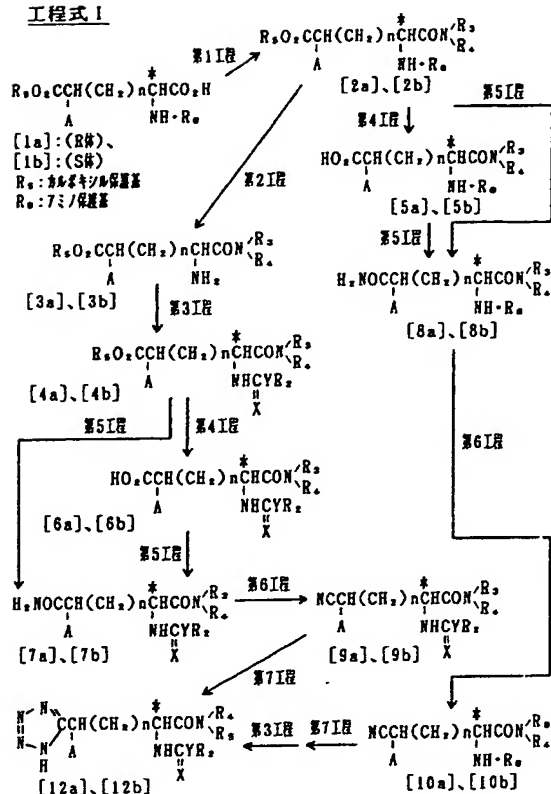 工程式 I
R₅O₂CCH(CH₂)nCHCON
R₃
R₄
A
NH・R₆
*
[2a]、[2b]
第1工程
R₅O₂CCH(CH₂)nCHCO₂H
A
NH・R₆
*
[1a]:(R体)、
[1b]:(S体)
R₅:カルボキシル保護基
R₆:アミノ保護基
第2工程
第4工程
第5工程
HO₂CCH(CH₂)nCHCON
R₃
R₄
A
NH・R₆
*
[5a]、[5b]
第5工程
R₅O₂CCH(CH₂)nCHCON
R₃
R₄
A
NH₂
*
[3a]、[3b]
H₂NOCCH(CH₂)nCHCON
R₃
R₄
A
NH・R₆
*
[8a]、[8b]
第3工程
R₅O₂CCH(CH₂)nCHCON
R₃
R₄
A
NHCYR₂
X
*
[4a]、[4b]
第5工程
第4工程
第6工程
HO₂CCH(CH₂)nCHCON
R₃
R₄
A
NHCYR₂
X
*
[6a]、[6b]
第5工程
H₂NOCCH(CH₂)nCHCON
R₃
R₄
A
NHCYR₂
X
*
[7a]、[7b]
第6工程
NCCH(CH₂)nCHCON
R₃
R₄
A
NHCYR₂
X
*
[9a]、[9b]
第7工程
N N
N N
H
CCH(CH₂)nCHCON
R₄
R₃
A
NHCYR₂
X
*
[12a]、[12b]
第3工程
第7工程
NCCH(CH₂)nCHCON
R₃
R₄
A
NH・R₆
*
[10a]、[10b]